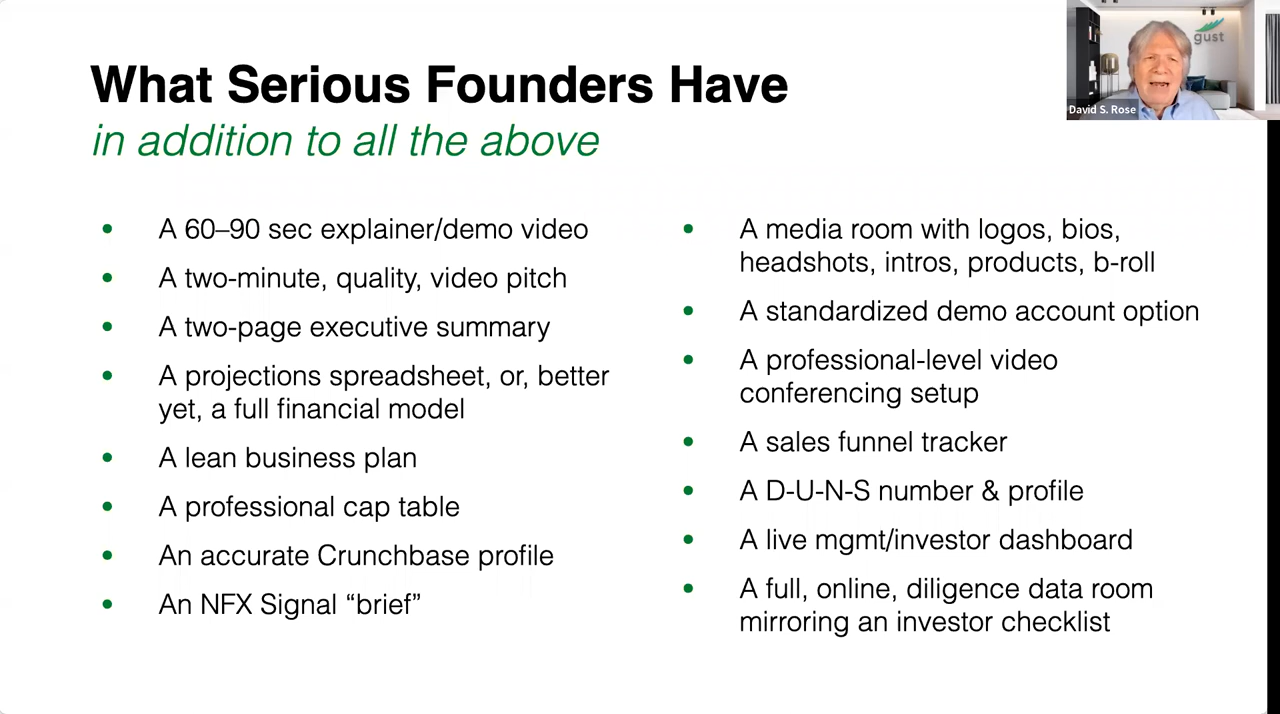 What Serious Founders Have
in addition to all the above
• A 60–90 sec explainer/demo video
• A two-minute, quality, video pitch
• A two-page executive summary
• A projections spreadsheet, or, better
yet, a full financial model
• A lean business plan
• A professional cap table
• An accurate Crunchbase profile
• An NFX Signal “brief”
• A media room with logos, bios,
headshots, intros, products, b-roll
• A standardized demo account option
• A professional-level video
conferencing setup
• A sales funnel tracker
• A D-U-N-S number & profile
• A live mgmt/investor dashboard
• A full, online, diligence data room
mirroring an investor checklist
gust
David S. Rose